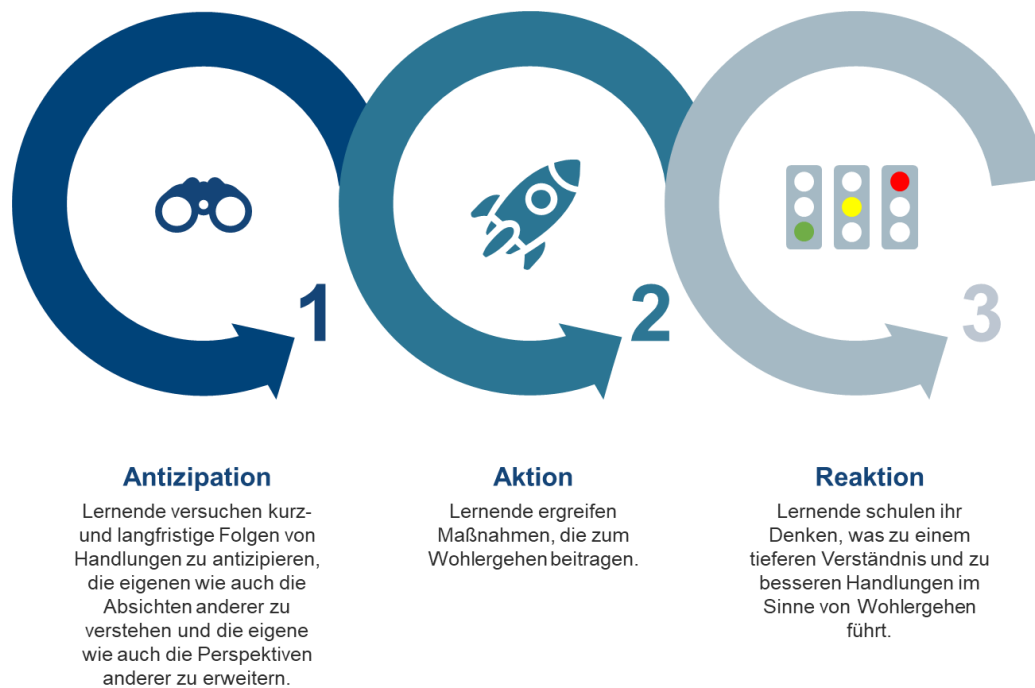 1
2
3
Antizipation
Lernende versuchen kurz-
und langfristige Folgen von
Handlungen zu antizipieren,
die eigenen wie auch die
Absichten anderer zu
verstehen und die eigene
wie auch die Perspektiven
anderer zu erweitern.
Aktion
Lernende ergreifen
Maßnahmen, die zum
Wohlergehen beitragen.
Reaktion
Lernende schulen ihr
Denken, was zu einem
tieferen Verständnis und zu
besseren Handlungen im
Sinne von Wohlergehen
führt.